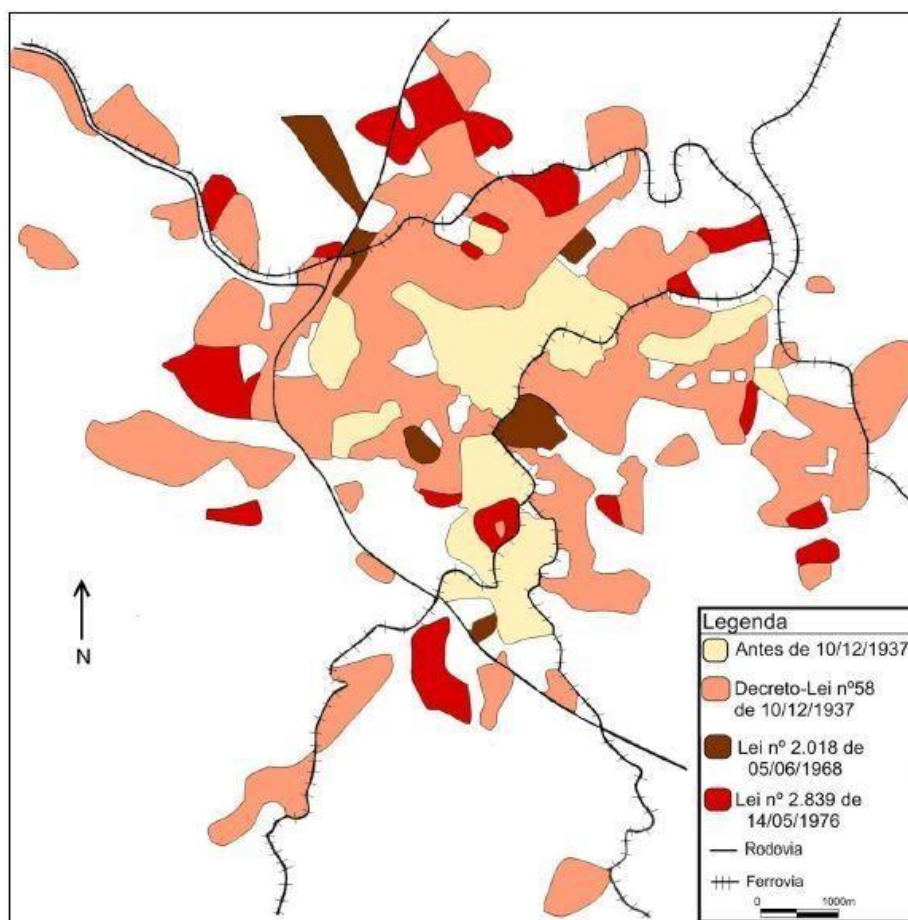 N
Legenda
Antes de 10/12/1937
Decreto-Lei nº58
de 10/12/1937
Lei nº 2.018 de
05/06/1968
Lei nº 2.839 de
14/05/1976
Rodovia
Ferrovia
0 1000m